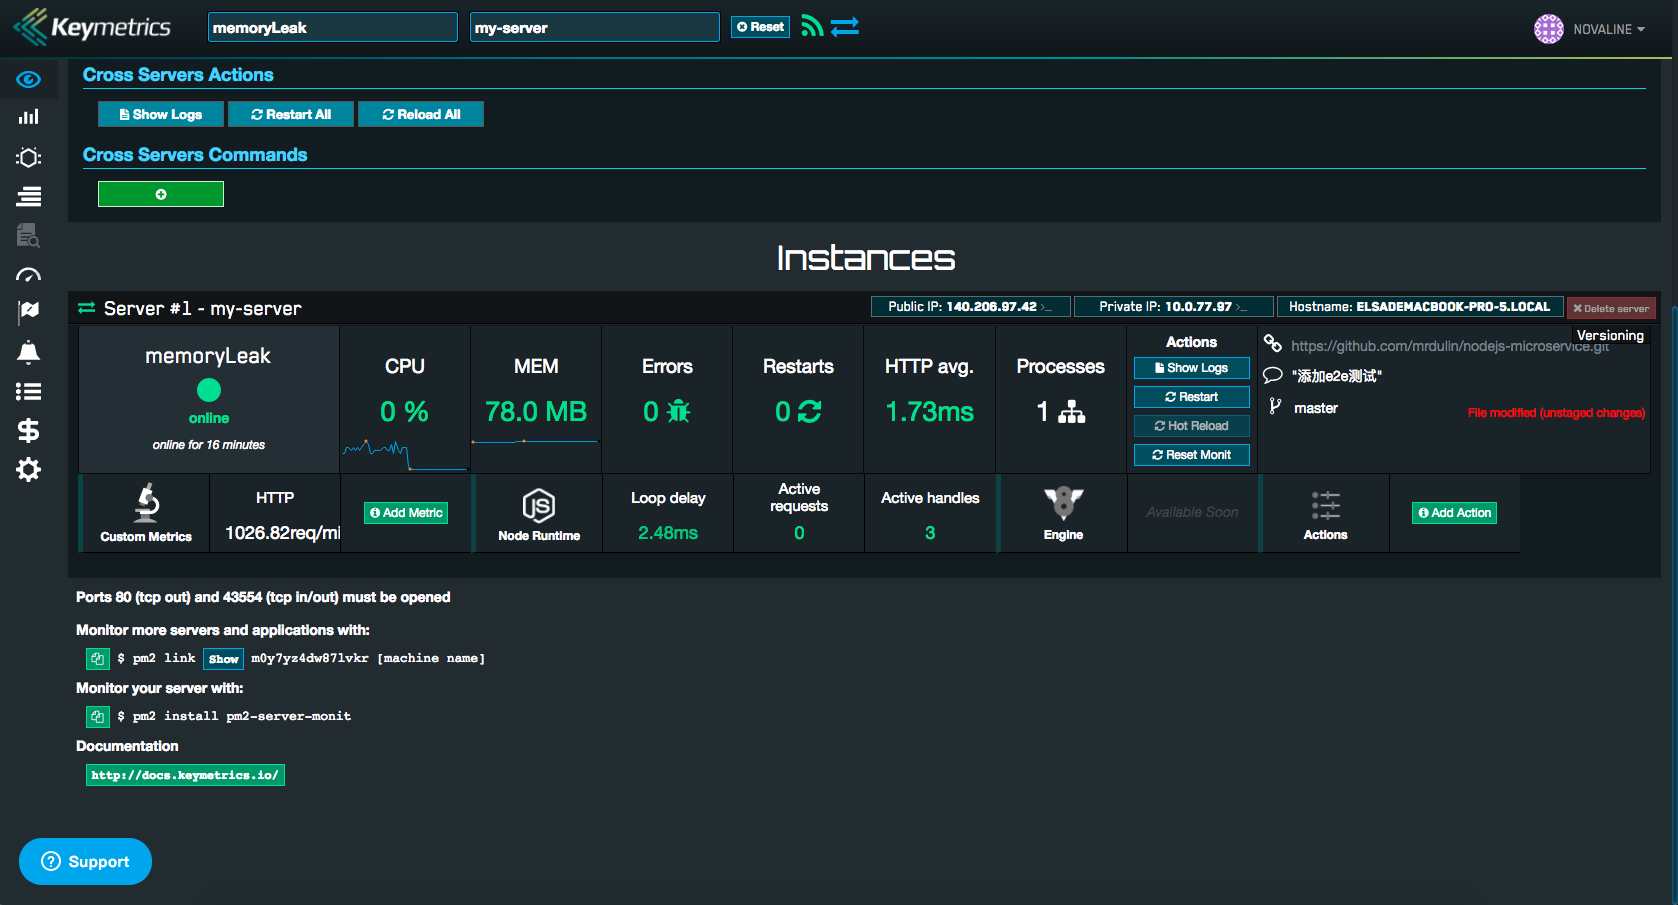 Keymetrics
memoryLeak
my-server
Reset
NOVALINE
Cross Servers Actions
Show Logs
Restart All
Reload All
Cross Servers Commands
Instances
Server #1 - my-server
Public IP: 140.206.97.42 >_
Private IP: 10.0.77.97 >_
Hostname: ELSADEMACBOOK-PRO-5.LOCAL
Delete server
memoryLeak
online
online for 16 minutes
CPU
0 %
MEM
78.0 MB
Errors
0
Restarts
0
HTTP avg.
1.73ms
Processes
1
Actions
Show Logs
Restart
Hot Reload
Reset Monit
Versioning
https://github.com/mrdulin/nodejs-microservice.git
"添加e2e测试"
master
File modified (unstaged changes)
Custom Metrics
HTTP
1026.82req/mi
Add Metric
JS
Node Runtime
Loop delay
2.48ms
Active
requests
0
Active handles
3
8
Engine
Available Soon
Actions
Add Action
Ports 80 (tcp out) and 43554 (tcp in/out) must be opened
Monitor more servers and applications with:
$ pm2 link Show m0y7yz4dw87lvkr [machine name]
Monitor your server with:
$ pm2 install pm2-server-monit
Documentation
http://docs.keymetrics.io/
Support